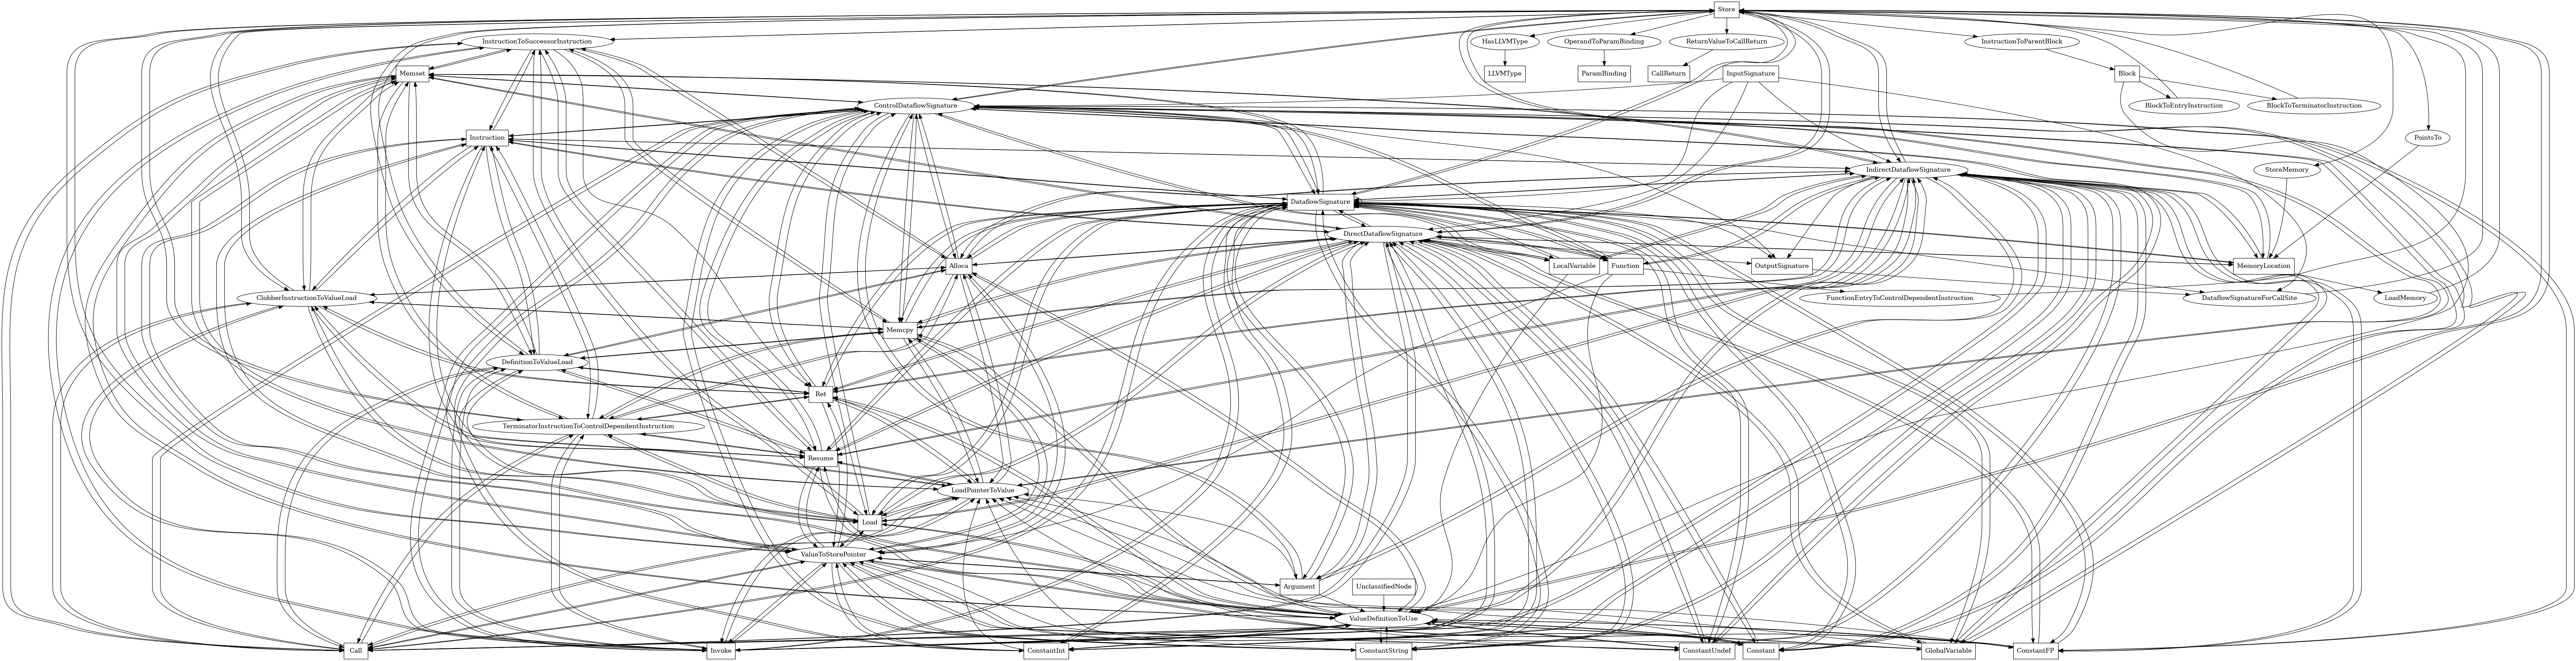 Store
InstructionToSuccessorInstruction
HasLLVMType
OperandToParamBinding
ReturnValueToCallReturn
InstructionToParentBlock
Memset
LLVMType
ParamBinding
CallReturn
InputSignature
Block
ControlDataflowSignature
BlockToEntryInstruction
BlockToTerminatorInstruction
Instruction
PointsTo
IndirectDataflowSignature
StoreMemory
DataflowSignature
DirectDataflowSignature
Alloca
LocalVariable
Function
OutputSignature
MemoryLocation
ClobberInstructionToValueLoad
FunctionEntryToControlDependentInstruction
DataflowSignatureForCallSite
LoadMemory
Memcpy
DefinitionToValueLoad
Ret
TerminatorInstructionToControlDependentInstruction
Resume
LoadPointerToValue
Load
ValueToStorePointer
Argument
UnclassifiedNode
ValueDefinitionToUse
Call
Invoke
ConstantInt
ConstantString
ConstantUndef
Constant
GlobalVariable
ConstantFP